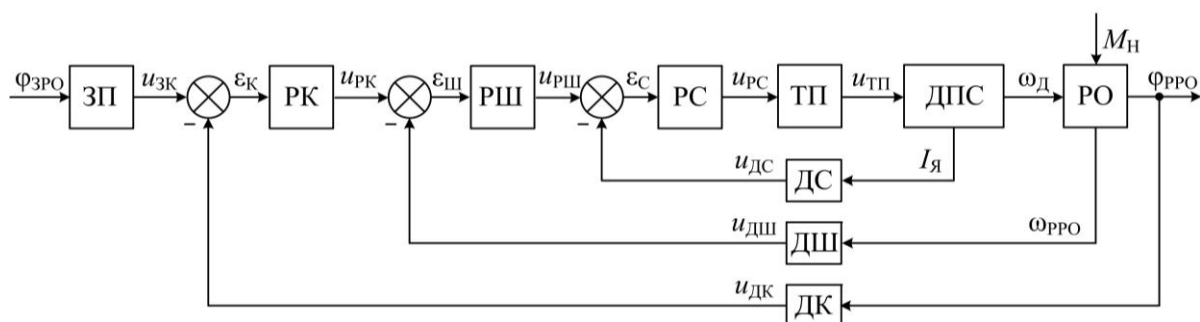 M_Н
φ_ЗРО ЗП u_ЗК ε_К РК u_РК ε_Ш РШ u_РШ ε_С РС u_РС ТП u_ТП ДПС ω_Д РО φ_РРО
− − −
u_ДС ДС I_Я
u_ДШ ДШ ω_РРО
u_ДК ДК